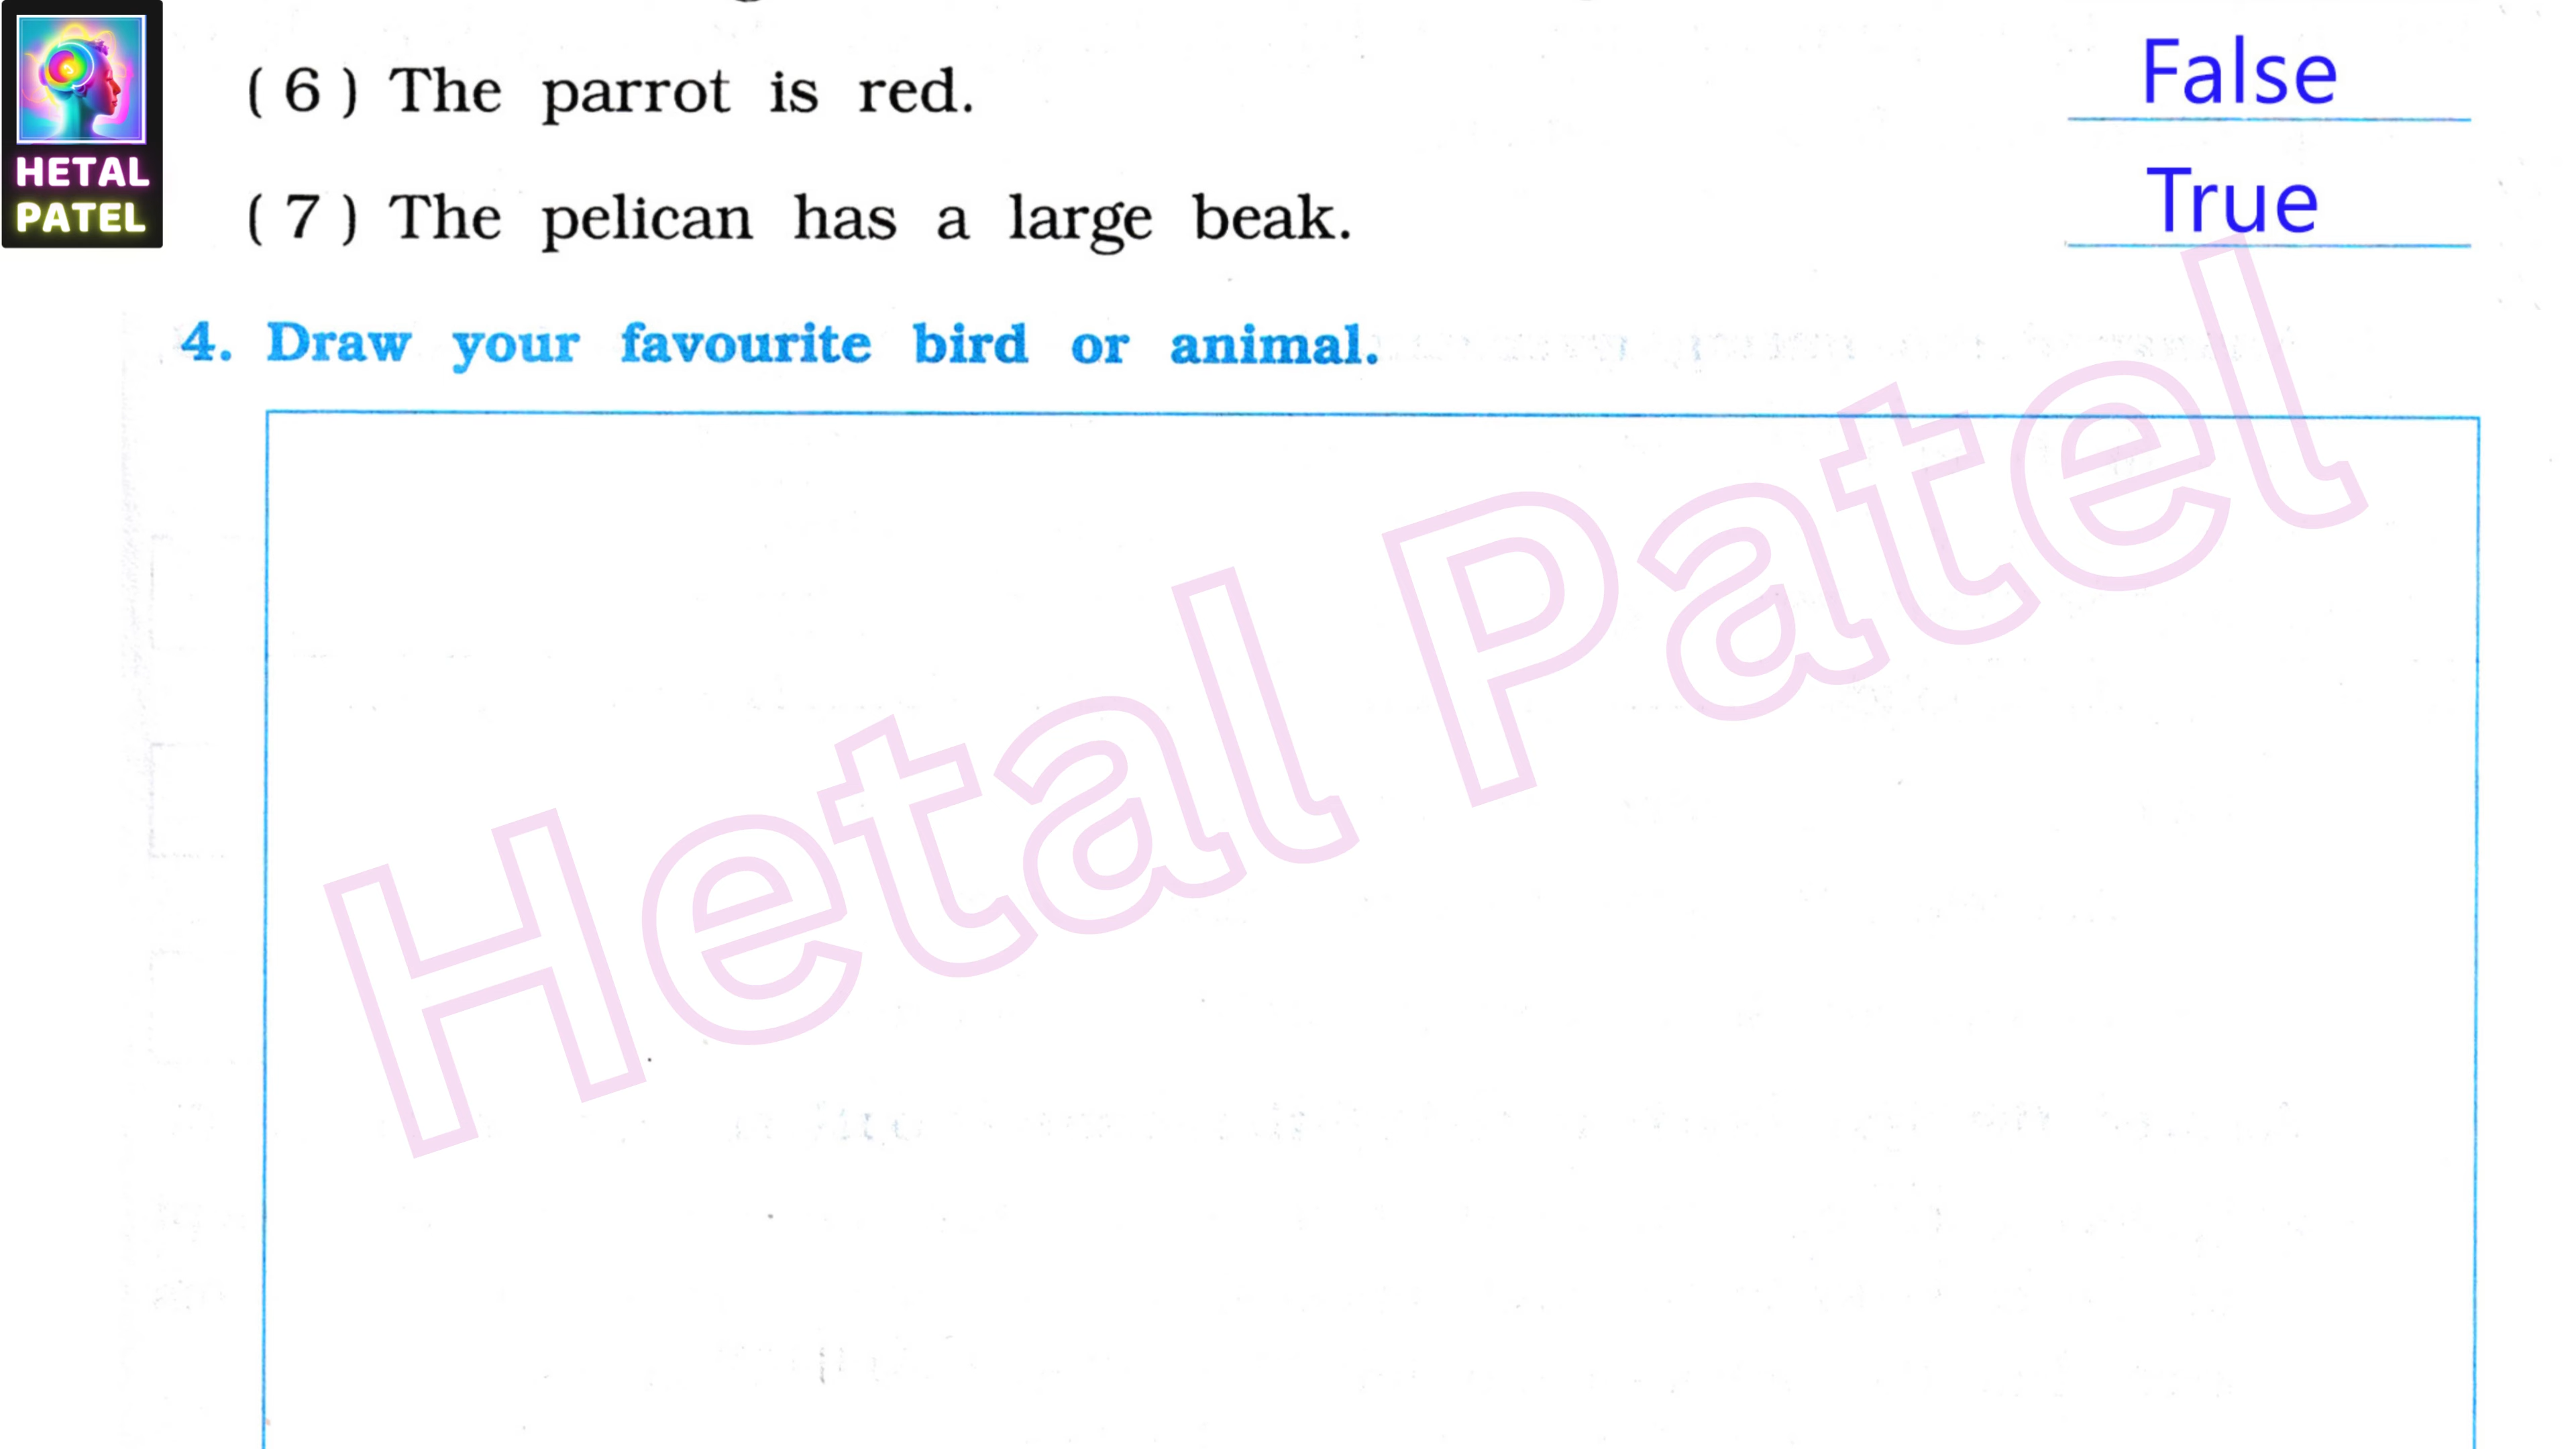 HETAL
PATEL
( 6 ) The parrot is red. False
( 7 ) The pelican has a large beak. True
4. Draw your favourite bird or animal.
Hetal Patel